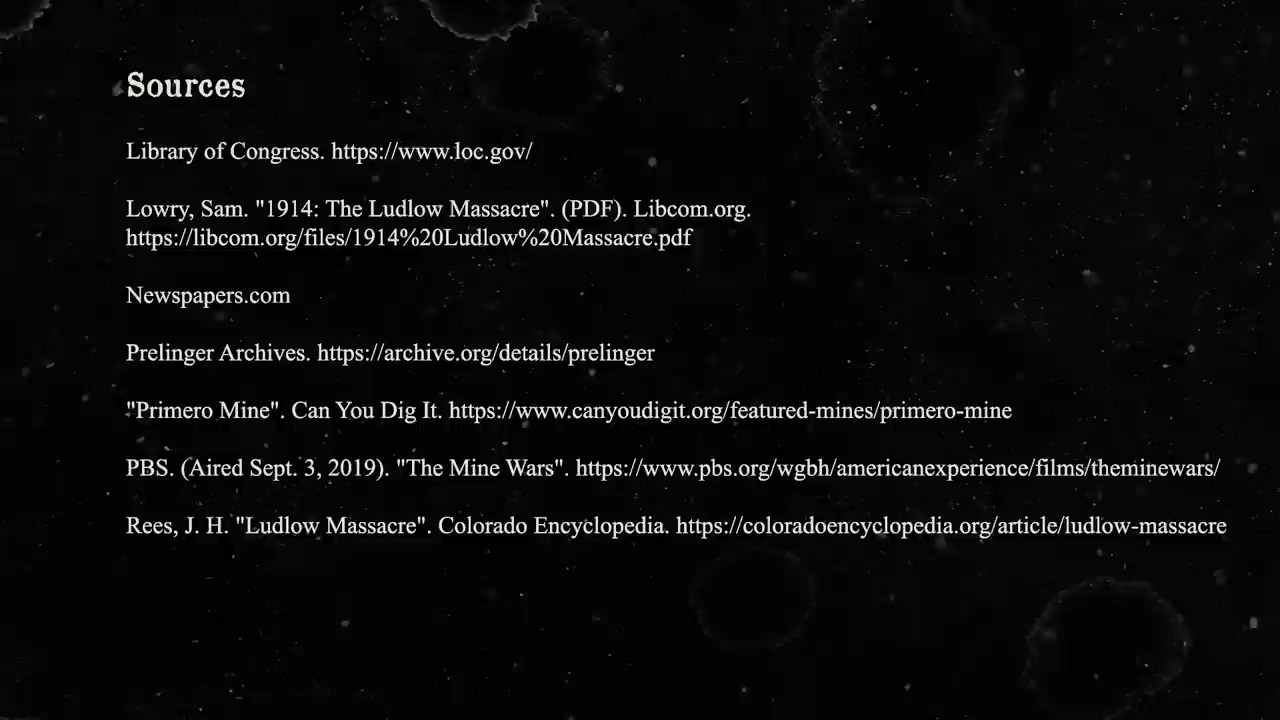 Sources
Library of Congress. https://www.loc.gov/
Lowry, Sam. "1914: The Ludlow Massacre". (PDF). Libcom.org.
https://libcom.org/files/1914%20Ludlow%20Massacre.pdf
Newspapers.com
Prelinger Archives. https://archive.org/details/prelinger
"Primero Mine". Can You Dig It. https://www.canyoudigit.org/featured-mines/primero-mine
PBS. (Aired Sept. 3, 2019). "The Mine Wars". https://www.pbs.org/wgbh/americanexperience/films/theminewars/
Rees, J. H. "Ludlow Massacre". Colorado Encyclopedia. https://coloradoencyclopedia.org/article/ludlow-massacre